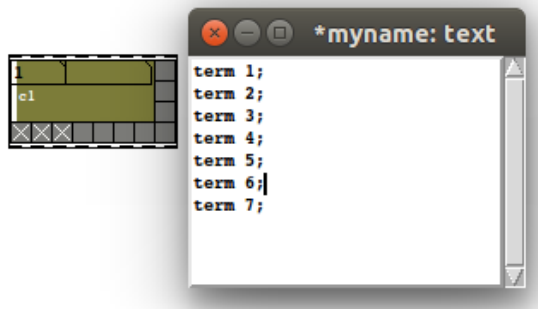 *myname: text
1
c1
term 1;
term 2;
term 3;
term 4;
term 5;
term 6;
term 7;